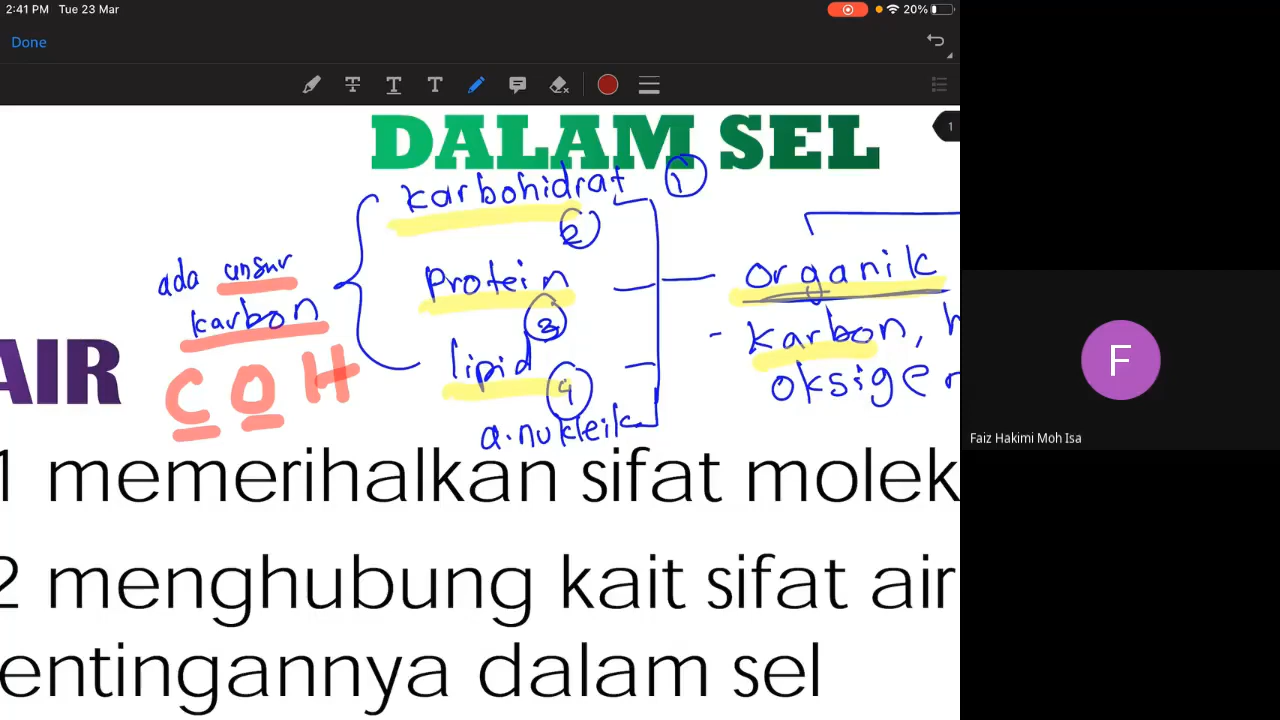 2:41 PM Tue 23 Mar
20%
Done
T T T
1
DALAM SEL
karbohidrat 1
2
ada unsur
karbon
C O H
protein
3
lipid
4
a.nukleik
organik
- karbon, h
oksigen
AIR
1 memerihalkan sifat molek
2 menghubung kait sifat air
entingannya dalam sel
F
Faiz Hakimi Moh Isa